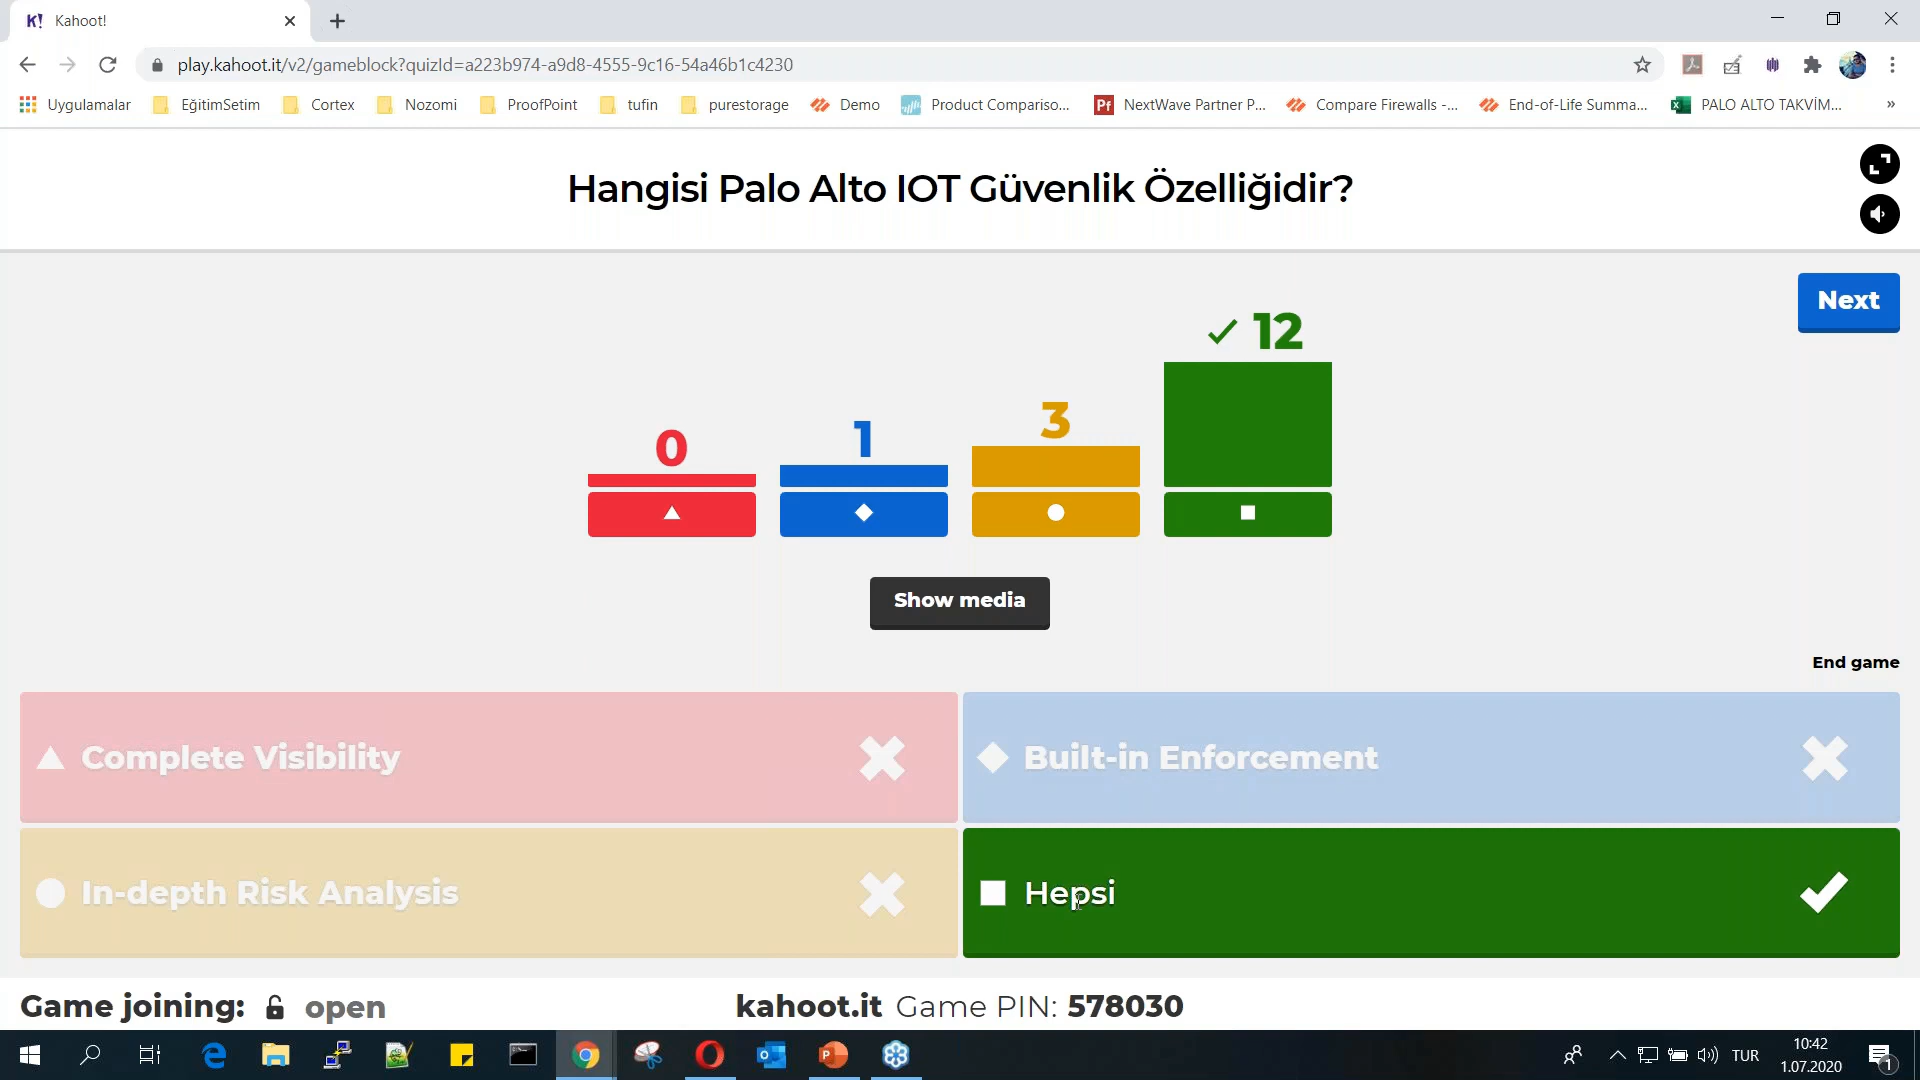 K! Kahoot!
play.kahoot.it/v2/gameblock?quizId=a223b974-a9d8-4555-9c16-54a46b1c4230
Uygulamalar EğitimSetim Cortex Nozomi ProofPoint tufin purestorage Demo Product Compariso... Pf NextWave Partner P... Compare Firewalls -... End-of-Life Summa... PALO ALTO TAKVİM... »
Hangisi Palo Alto IOT Güvenlik Özelliğidir?
Next
0 1 3 12
Show media
End game
Complete Visibility
Built-in Enforcement
In-depth Risk Analysis
Hepsi
Game joining: open
kahoot.it Game PIN: 578030
TUR
10:42
1.07.2020
1